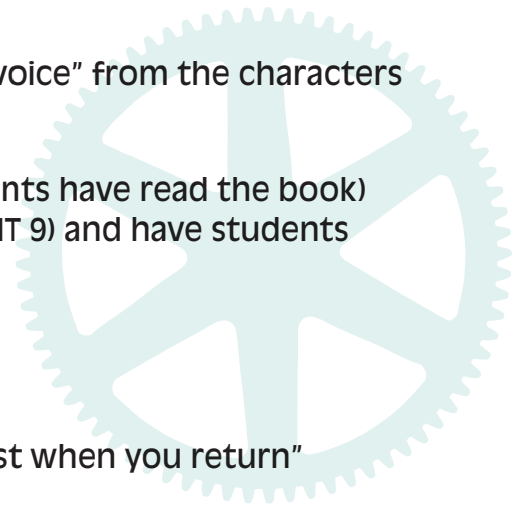 voice” from the characters
nts have read the book)
IT 9) and have students
st when you return”